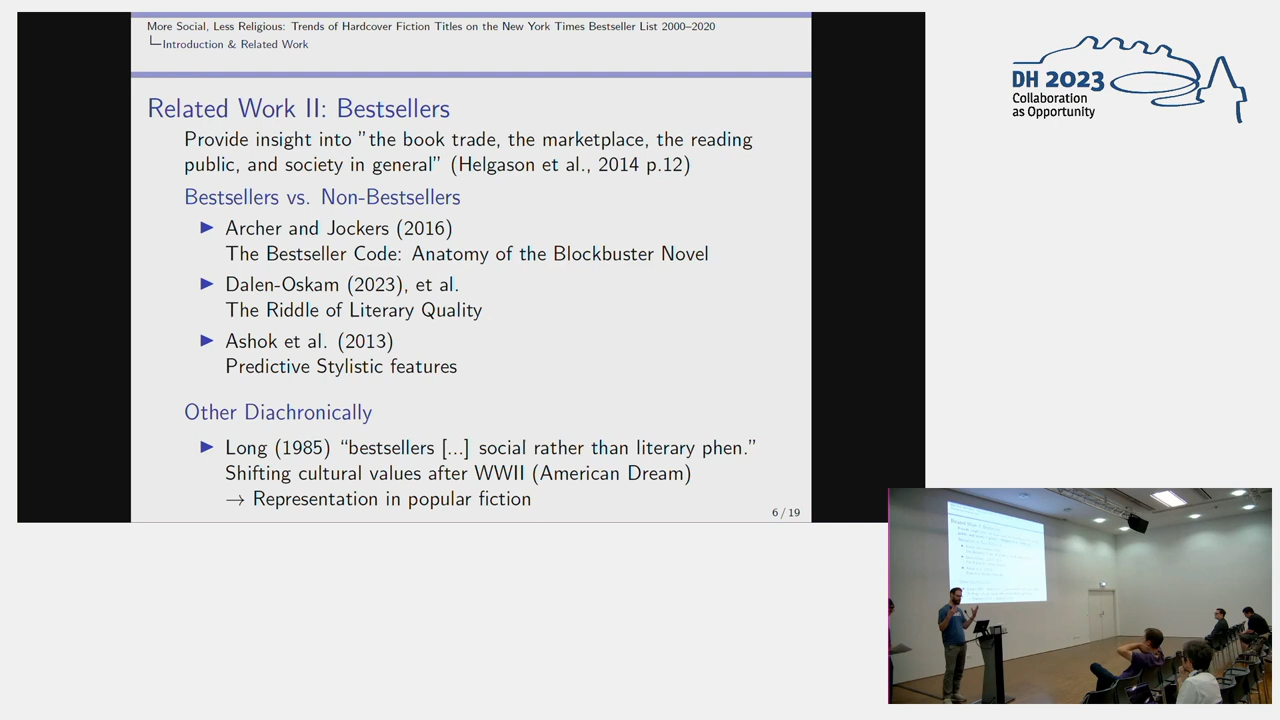 More Social, Less Religious: Trends of Hardcover Fiction Titles on the New York Times Bestseller List 2000–2020
Introduction & Related Work
Related Work II: Bestsellers
Provide insight into "the book trade, the marketplace, the reading
public, and society in general" (Helgason et al., 2014 p.12)
Bestsellers vs. Non-Bestsellers
▶ Archer and Jockers (2016)
The Bestseller Code: Anatomy of the Blockbuster Novel
▶ Dalen-Oskam (2023), et al.
The Riddle of Literary Quality
▶ Ashok et al. (2013)
Predictive Stylistic features
Other Diachronically
▶ Long (1985) “bestsellers [...] social rather than literary phen.”
Shifting cultural values after WWII (American Dream)
→ Representation in popular fiction
6 / 19
DH 2023
Collaboration
as Opportunity